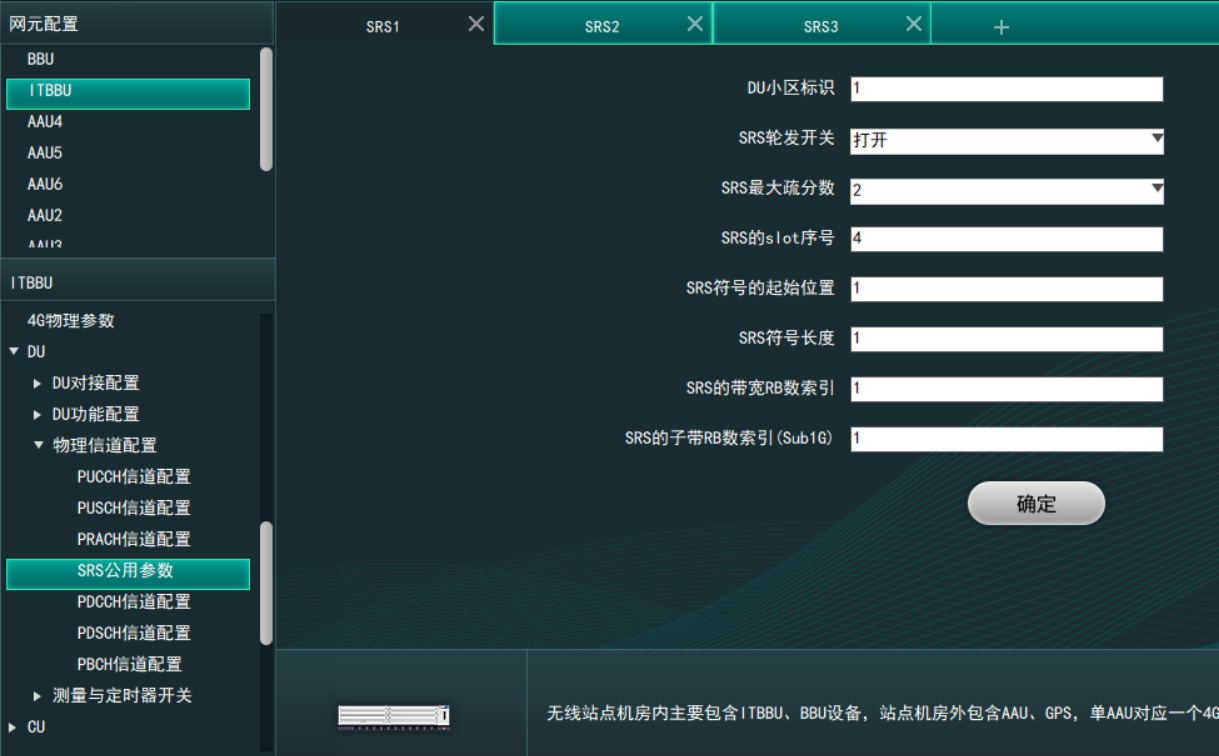 网元配置
BBU
ITBBU
AAU4
AAU5
AAU6
AAU2
AAU3
ITBBU
4G物理参数
DU
DU对接配置
DU功能配置
物理信道配置
PUCCH信道配置
PUSCH信道配置
PRACH信道配置
SRS公用参数
PDCCH信道配置
PDSCH信道配置
PBCH信道配置
测量与定时器开关
CU
SRS1 SRS2 SRS3
DU小区标识 1
SRS轮发开关 打开
SRS最大疏分数 2
SRS的slot序号 4
SRS符号的起始位置 1
SRS符号长度 1
SRS的带宽RB数索引 1
SRS的子带RB数索引(Sub1G) 1
确定
无线站点机房内主要包含ITBBU、BBU设备，站点机房外包含AAU、GPS，单AAU对应一个4G